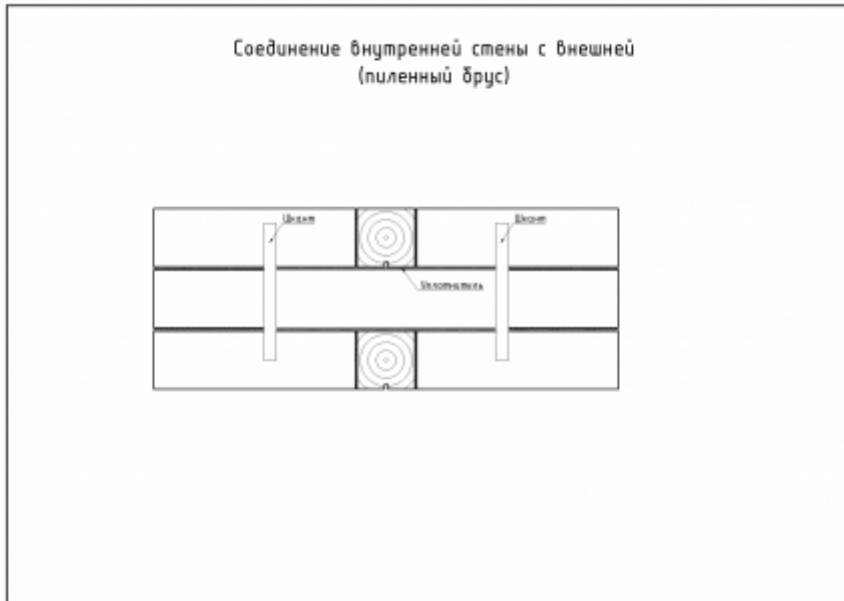 Соединение внутренней стены с внешней
(пиленный брус)
Шкант
Шкант
Уплотнитель